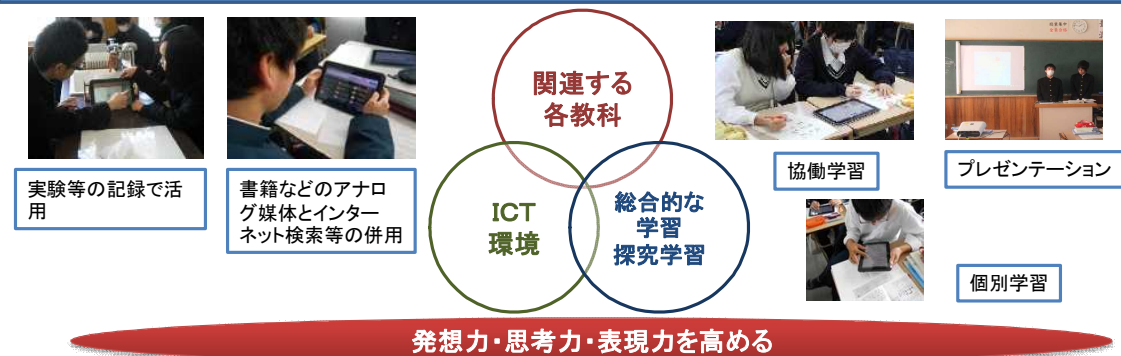 実験等の記録で活
用
書籍などのアナロ
グ媒体とインター
ネット検索等の併用
関連する
各教科
ICT
環境
総合的な
学習
探究学習
協働学習
プレゼンテーション
個別学習
発想力・思考力・表現力を高める